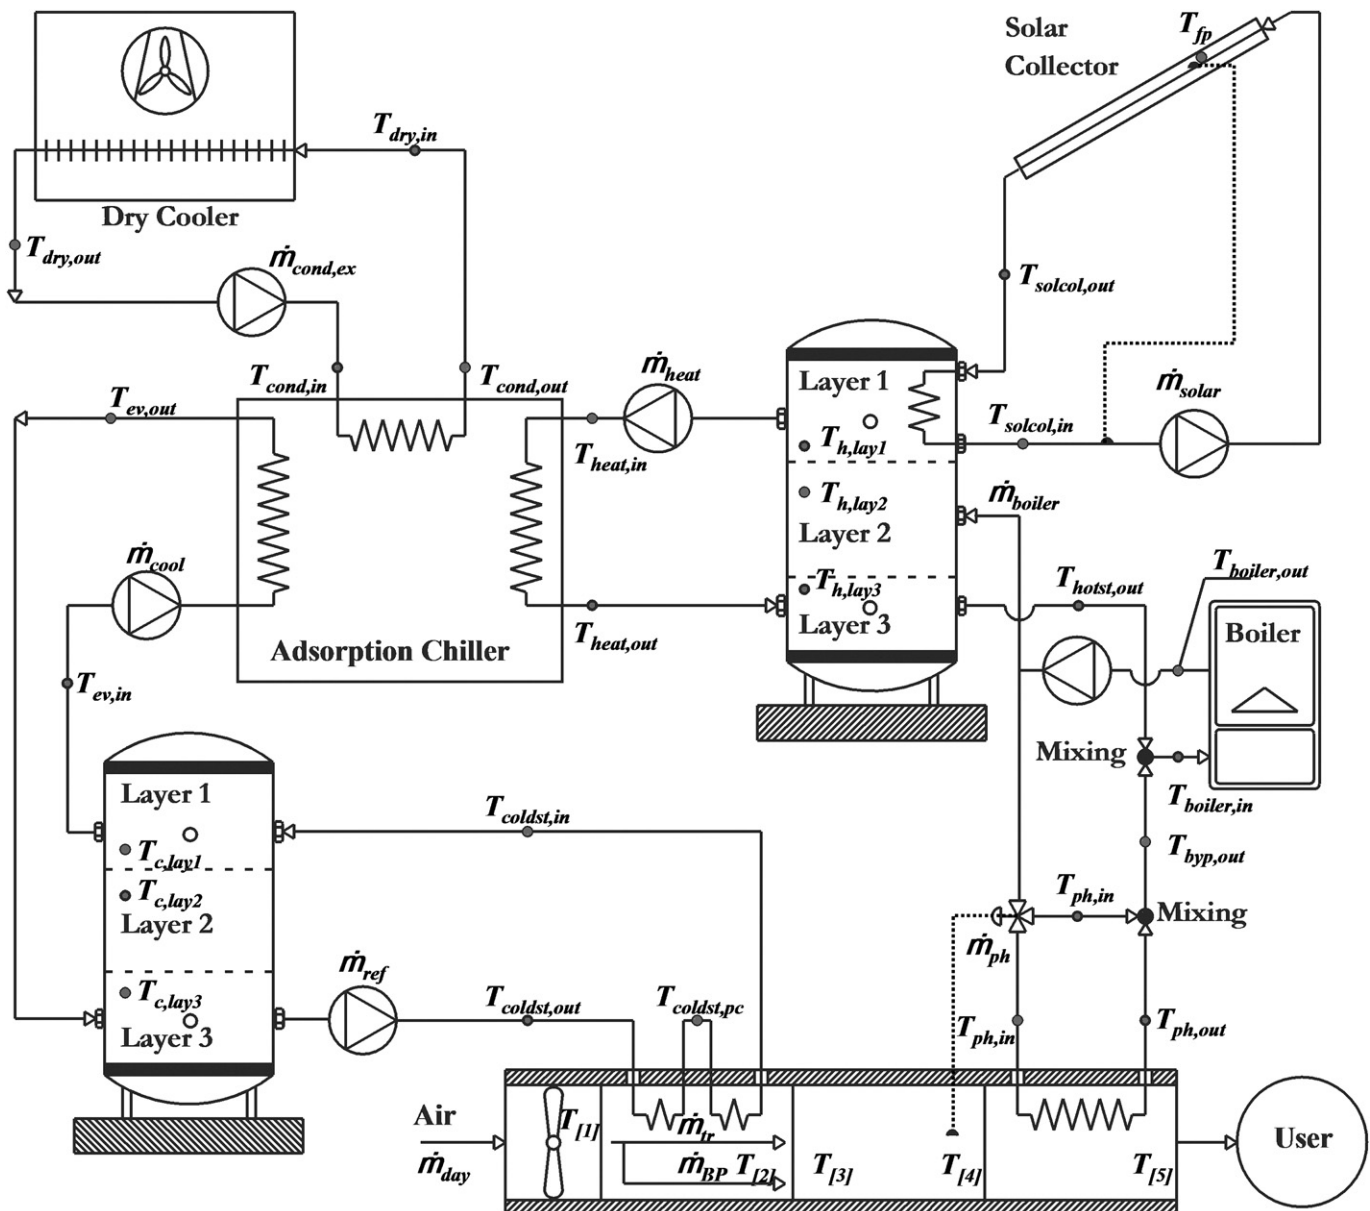 Solar
Collector
T_fp
T_dry,in
Dry Cooler
T_dry,out
ṁ_cond,ex
T_solcol,out
T_cond,in
T_cond,out
ṁ_heat
Layer 1
ṁ_solar
T_ev,out
T_solcol,in
T_h,lay1
T_heat,in
T_h,lay2
ṁ_boiler
Layer 2
ṁ_cool
T_boiler,out
T_h,lay3
T_hotst,out
Layer 3
Boiler
T_heat,out
Adsorption Chiller
T_ev,in
Mixing
Layer 1
T_boiler,in
T_coldst,in
T_c,lay1
T_byp,out
T_c,lay2
T_ph,in
Layer 2
Mixing
ṁ_ph
ṁ_ref
T_c,lay3
T_coldst,out
T_coldst,pc
Layer 3
T_ph,in
T_ph,out
Air
T_[1]
ṁ_tr
User
ṁ_day
ṁ_BP
T_[2]
T_[3]
T_[4]
T_[5]